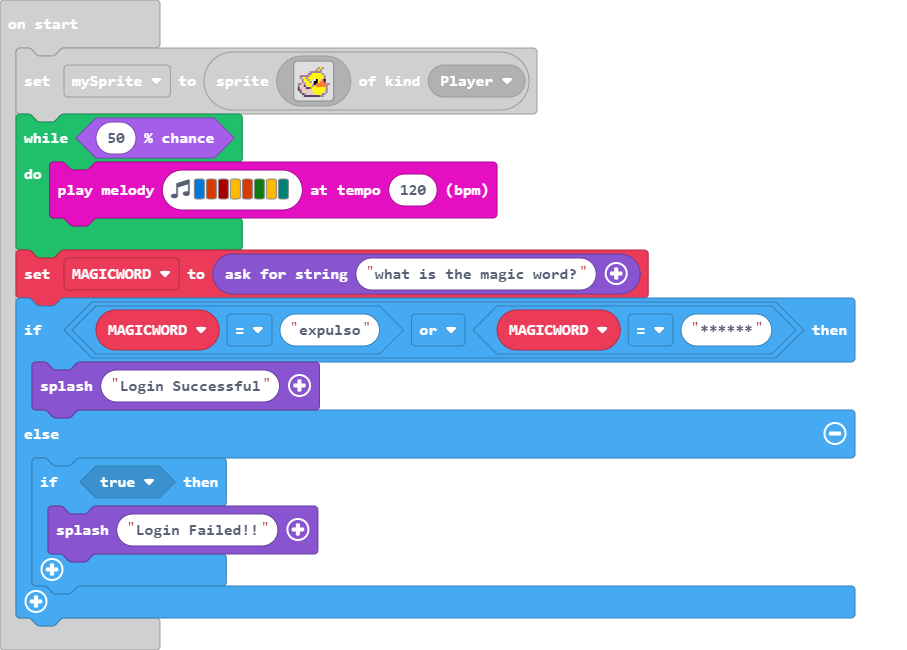 on start
set mySprite to sprite of kind Player
while 50 % chance
do play melody at tempo 120 (bpm)
set MAGICWORD to ask for string "what is the magic word?"
if MAGICWORD = "expulso" or MAGICWORD = "******" then
splash "Login Successful"
else
if true then
splash "Login Failed!!"